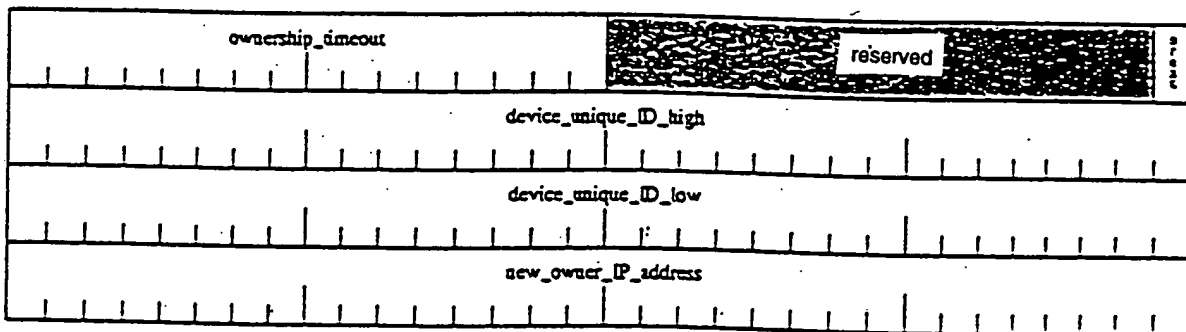 ownership_timeout
reserved
device_unique_ID_high
device_unique_ID_low
new_owner_IP_address